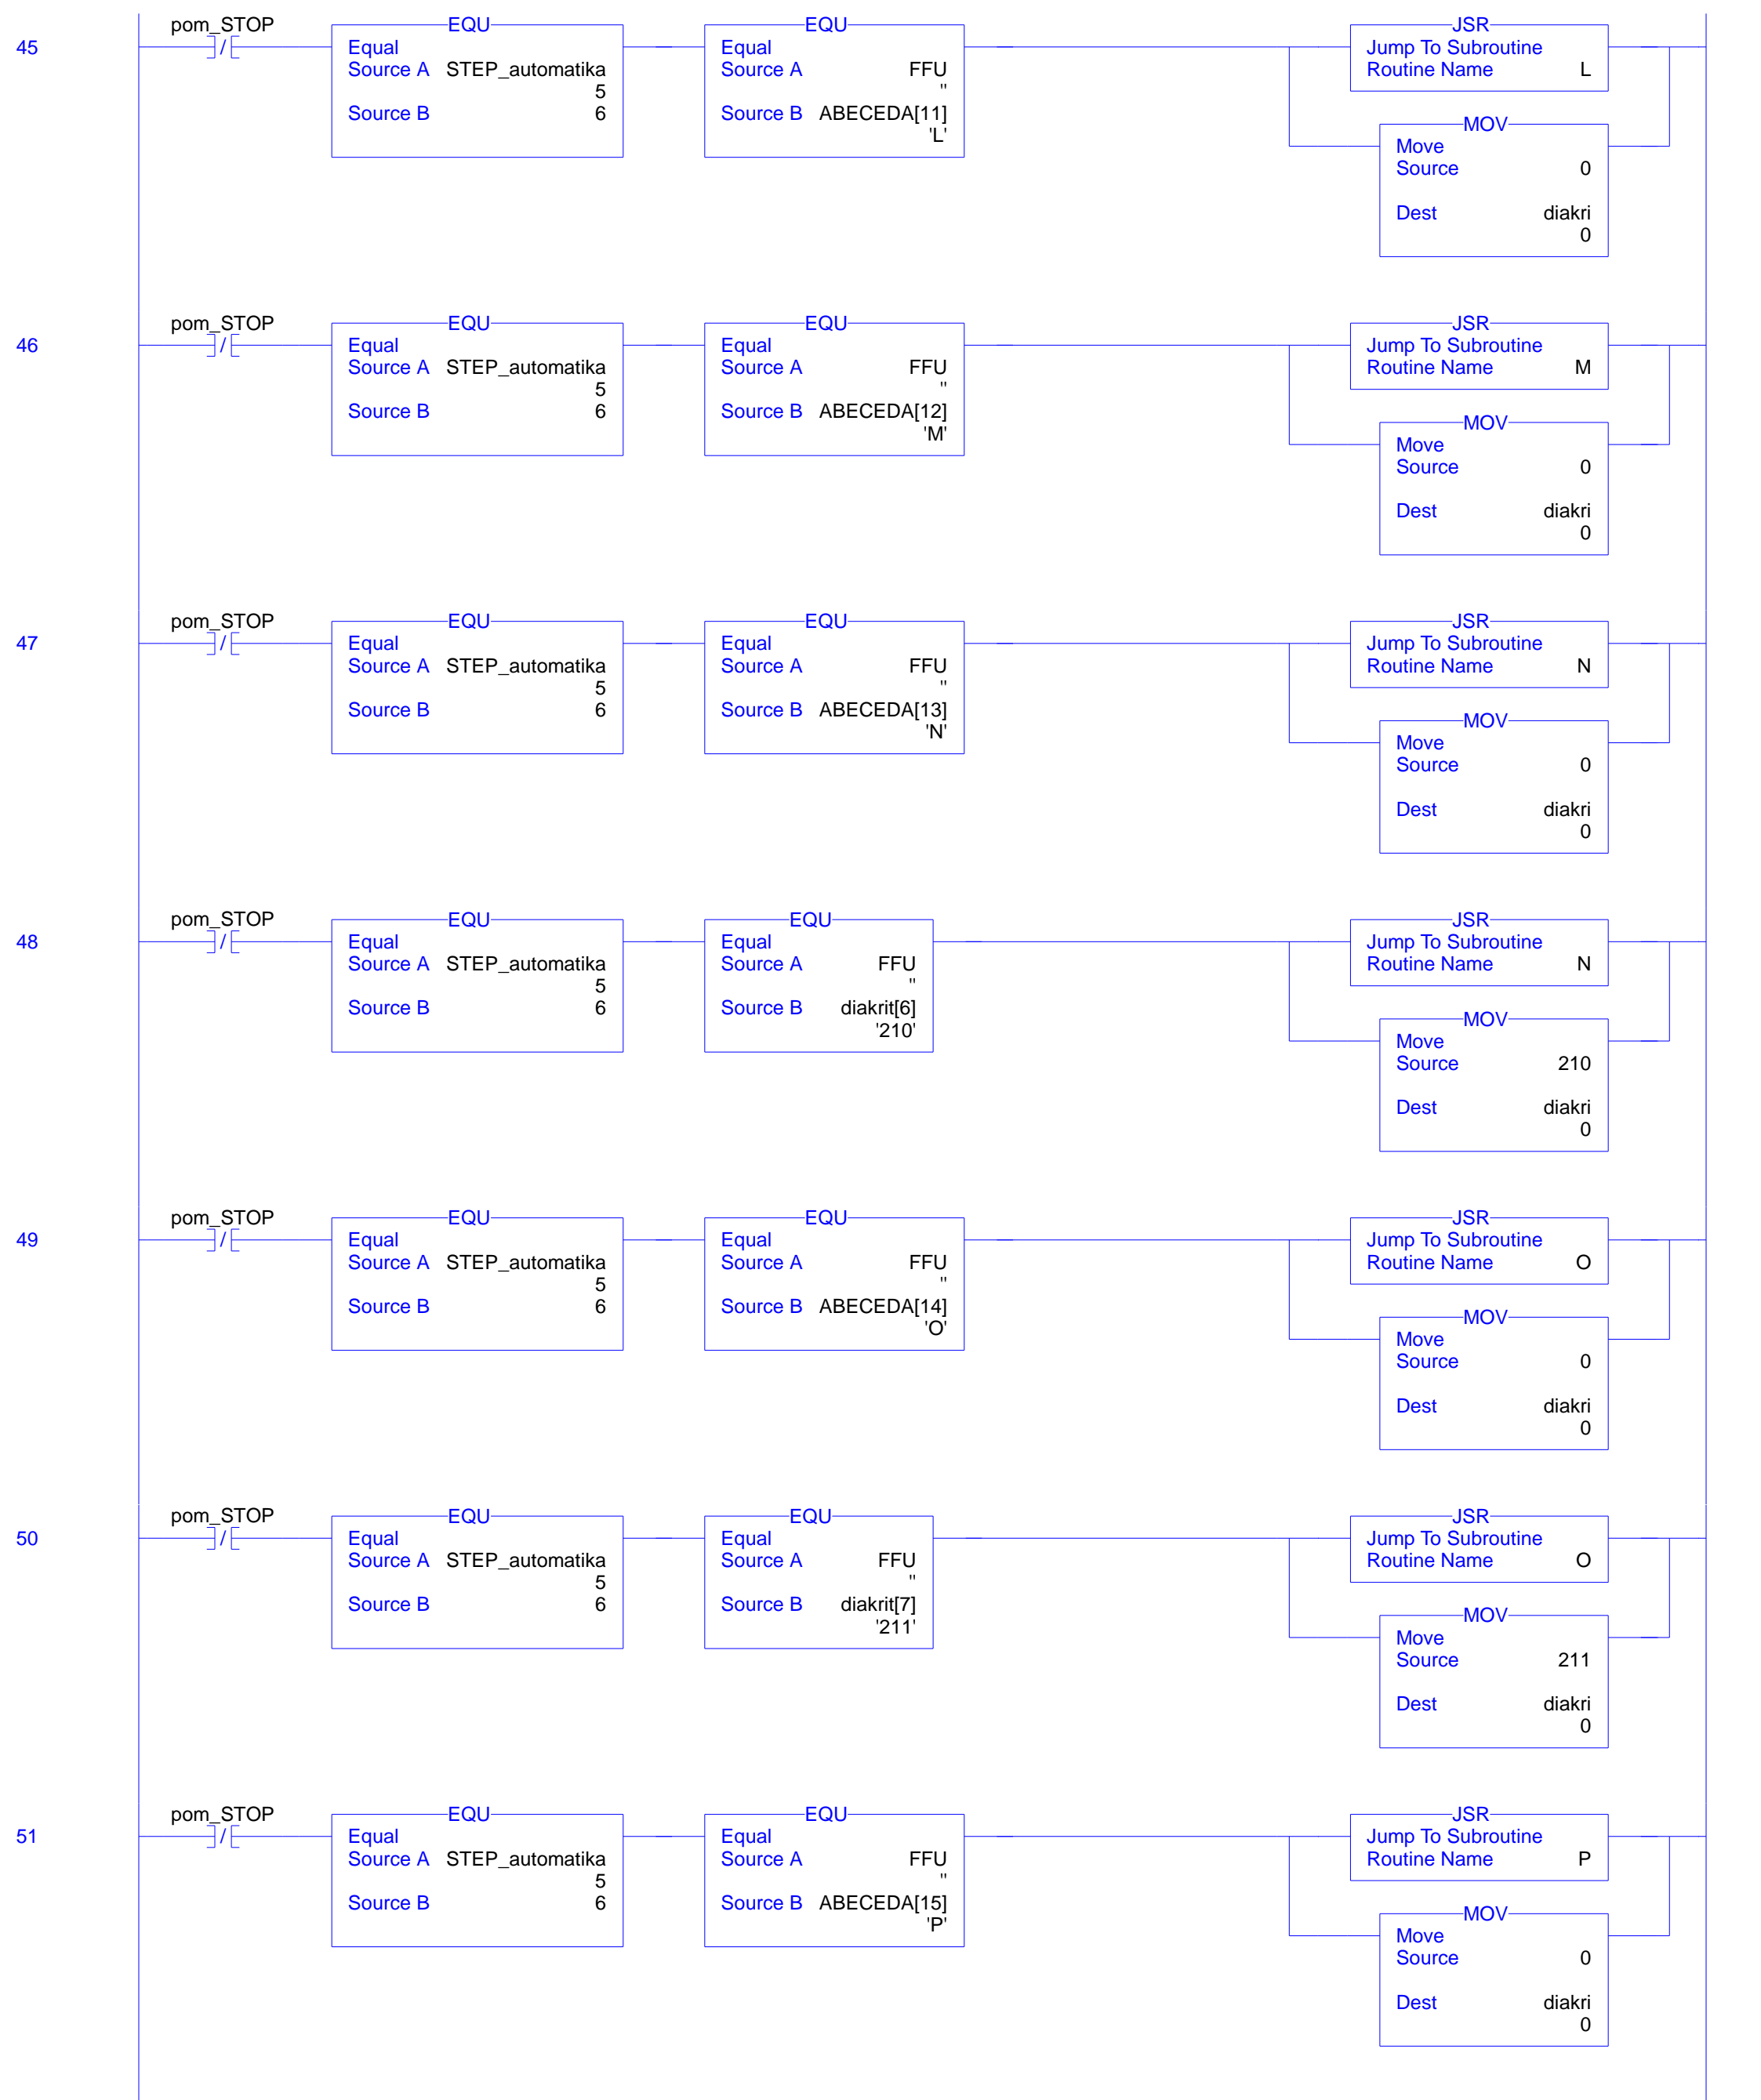 45
pom_STOP
/
EQU
Equal
Source A STEP_automatika
5
Source B 6
EQU
Equal
Source A FFU
''
Source B ABECEDA[11]
'L'
JSR
Jump To Subroutine
Routine Name L
MOV
Move
Source 0
Dest diakri
0
46
pom_STOP
/
EQU
Equal
Source A STEP_automatika
5
Source B 6
EQU
Equal
Source A FFU
''
Source B ABECEDA[12]
'M'
JSR
Jump To Subroutine
Routine Name M
MOV
Move
Source 0
Dest diakri
0
47
pom_STOP
/
EQU
Equal
Source A STEP_automatika
5
Source B 6
EQU
Equal
Source A FFU
''
Source B ABECEDA[13]
'N'
JSR
Jump To Subroutine
Routine Name N
MOV
Move
Source 0
Dest diakri
0
48
pom_STOP
/
EQU
Equal
Source A STEP_automatika
5
Source B 6
EQU
Equal
Source A FFU
''
Source B diakrit[6]
'210'
JSR
Jump To Subroutine
Routine Name N
MOV
Move
Source 210
Dest diakri
0
49
pom_STOP
/
EQU
Equal
Source A STEP_automatika
5
Source B 6
EQU
Equal
Source A FFU
''
Source B ABECEDA[14]
'O'
JSR
Jump To Subroutine
Routine Name O
MOV
Move
Source 0
Dest diakri
0
50
pom_STOP
/
EQU
Equal
Source A STEP_automatika
5
Source B 6
EQU
Equal
Source A FFU
''
Source B diakrit[7]
'211'
JSR
Jump To Subroutine
Routine Name O
MOV
Move
Source 211
Dest diakri
0
51
pom_STOP
/
EQU
Equal
Source A STEP_automatika
5
Source B 6
EQU
Equal
Source A FFU
''
Source B ABECEDA[15]
'P'
JSR
Jump To Subroutine
Routine Name P
MOV
Move
Source 0
Dest diakri
0